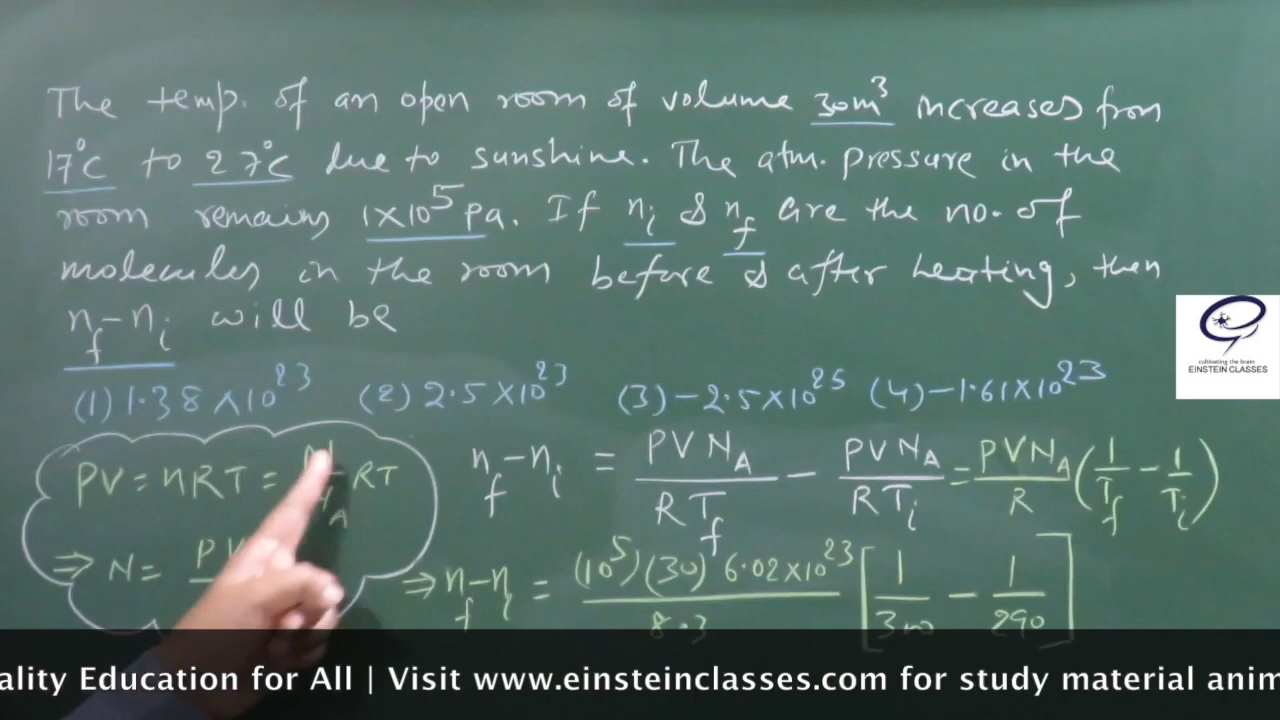 The temp. of an open room of volume 30m³ increases from
17°C to 27°C due to sunshine. The atm. pressure in the
room remains 1×10⁵ pa. If nᵢ & n_f are the no. of
molecules in the room before & after heating, then
n_f-nᵢ will be
(1) 1.38×10²³ (2) 2.5×10²³ (3) -2.5×10²⁵ (4) -1.61×10²³
PV = nRT = RT
n_f-nᵢ = PVN_A/RT_f - PVN_A/RTᵢ = PVN_A/R (1/T_f - 1/Tᵢ)
⇒ N = P
⇒ n_f-nᵢ = (10⁵)(30) 6.02×10²³/8.3 [1/300 - 1/290]
cultivating the brain
EINSTEIN CLASSES
ality Education for All | Visit www.einsteinclasses.com for study material anim